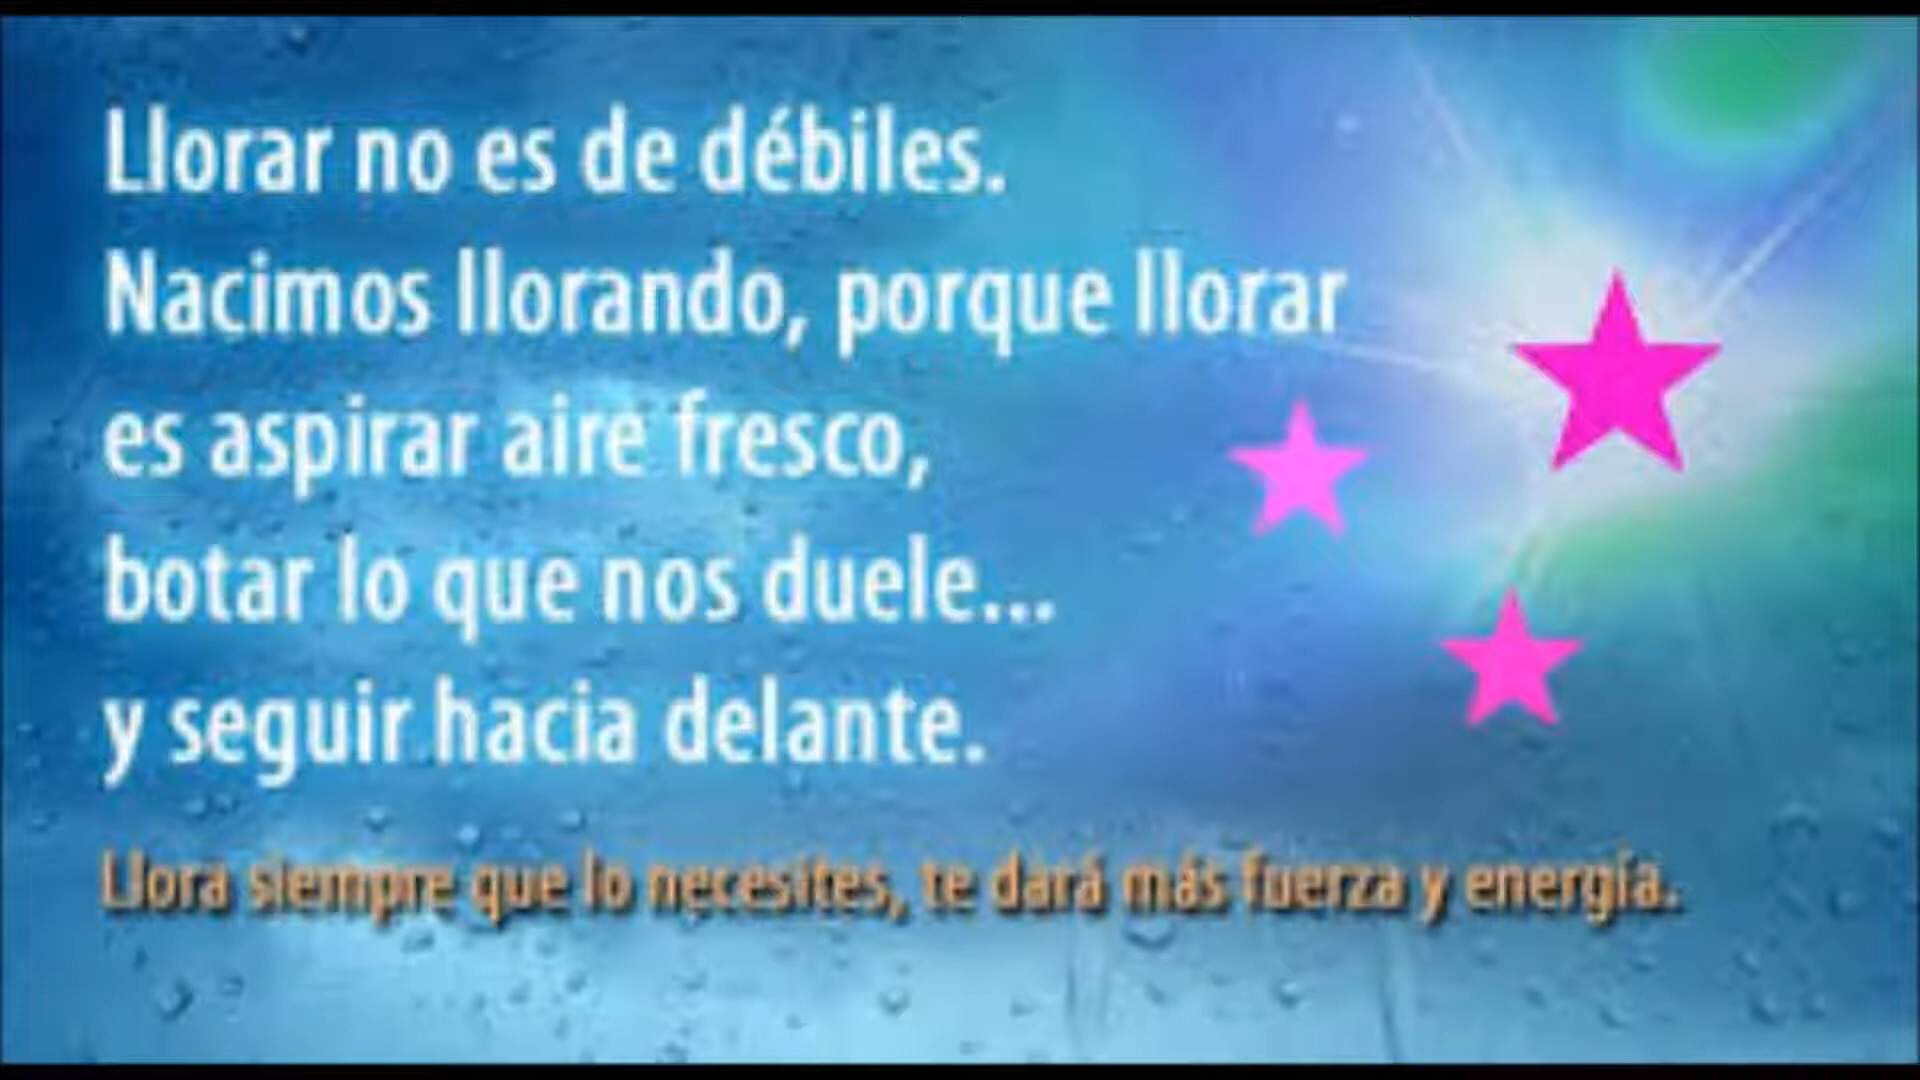 Llorar no es de débiles.
Nacimos llorando, porque llorar
es aspirar aire fresco,
botar lo que nos duele...
y seguir hacia delante.
Llora siempre que lo necesites, te dará más fuerza y energía.